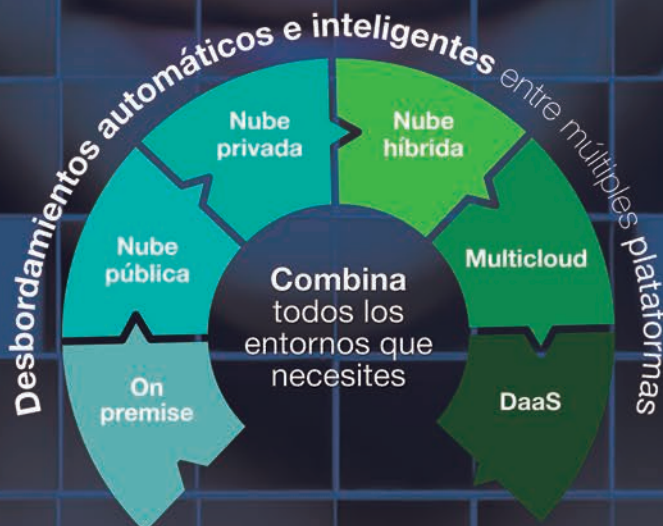 Desbordamientos automáticos e inteligentes entre múltiples plataformas
On
premise
Nube
pública
Nube
privada
Nube
híbrida
Multicloud
DaaS
Combina
todos los
entornos que
necesites